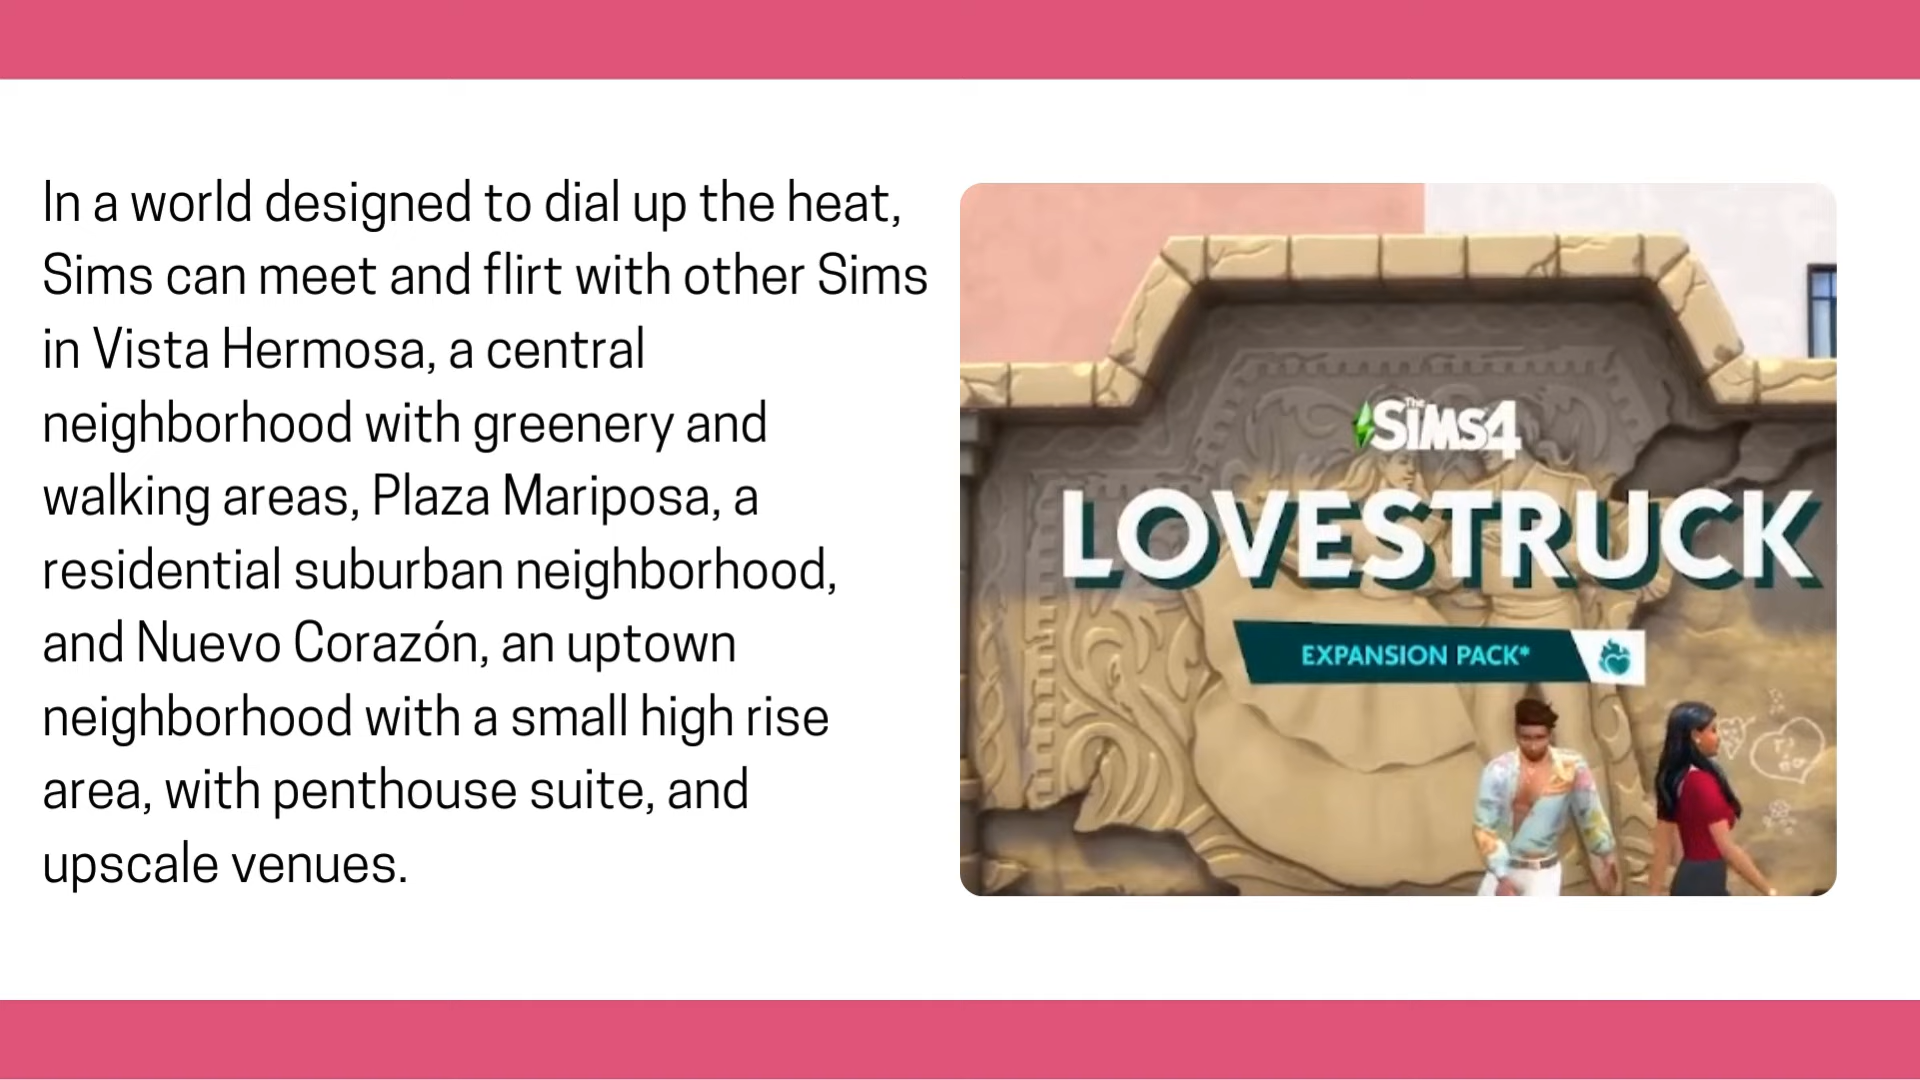 In a world designed to dial up the heat,
Sims can meet and flirt with other Sims
in Vista Hermosa, a central
neighborhood with greenery and
walking areas, Plaza Mariposa, a
residential suburban neighborhood,
and Nuevo Corazón, an uptown
neighborhood with a small high rise
area, with penthouse suite, and
upscale venues.
The SIMS 4
LOVESTRUCK
EXPANSION PACK*